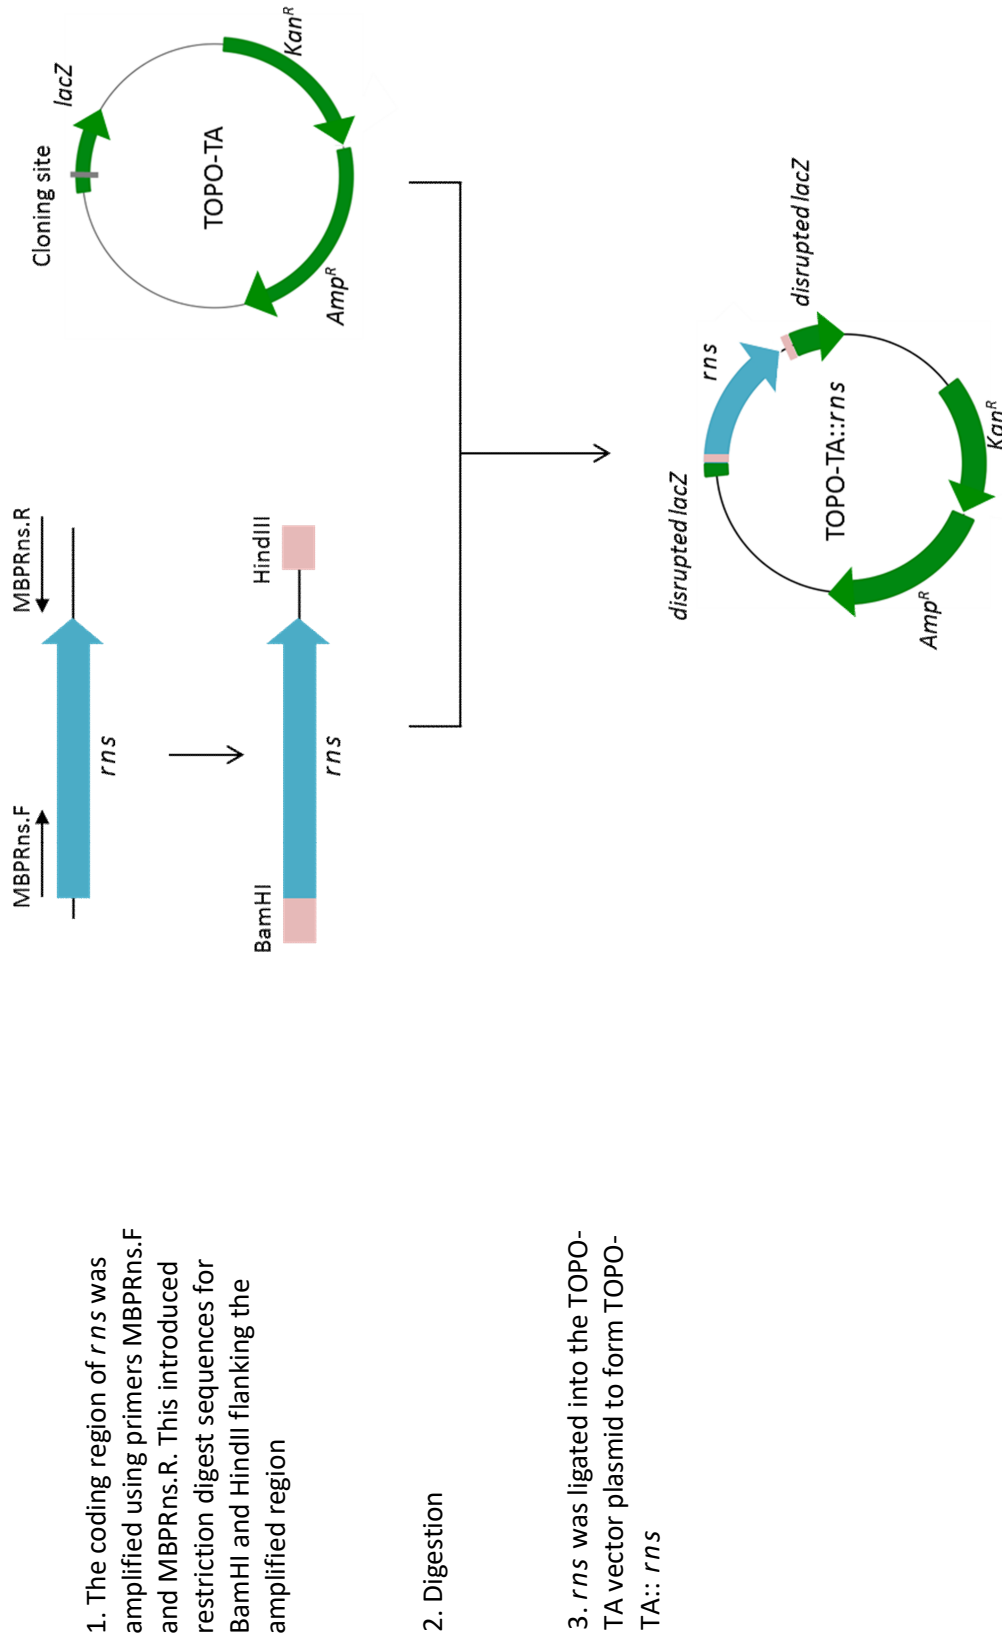 1. The coding region of rns was
amplified using primers MBPRns.F
and MBPRns.R. This introduced
restriction digest sequences for
BamHI and HindII flanking the
amplified region
2. Digestion
3. rns was ligated into the TOPO-
TA vector plasmid to form TOPO-
TA:: rns
MBPRns.F
MBPRns.R
rns
BamHI
HindIII
rns
Cloning site
lacZ
TOPO-TA
KanR
AmpR
disrupted lacZ
rns
disrupted lacZ
TOPO-TA::rns
KanR
AmpR